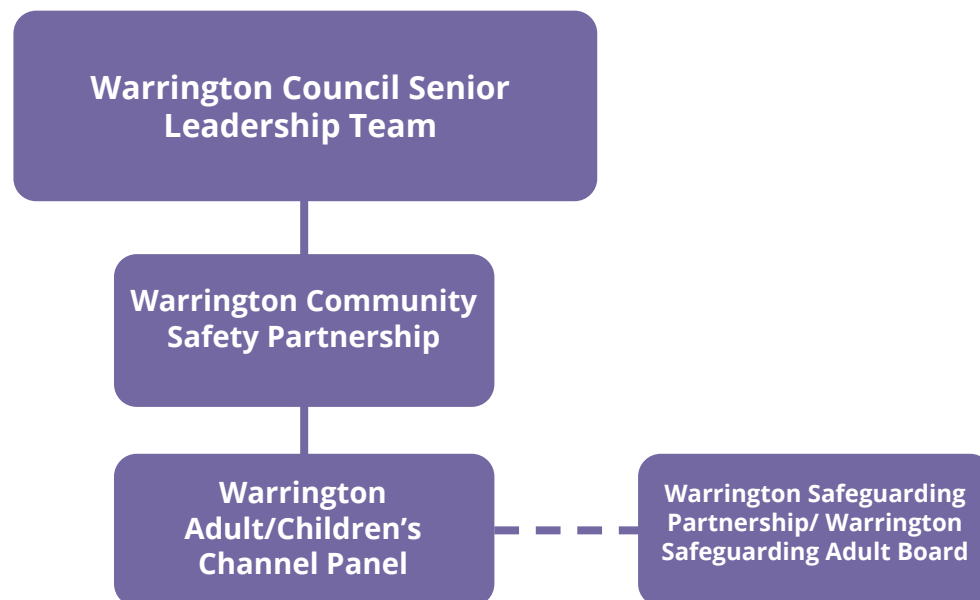 Warrington Council Senior
Leadership Team
Warrington Community
Safety Partnership
Warrington
Adult/Children’s
Channel Panel
Warrington Safeguarding
Partnership/ Warrington
Safeguarding Adult Board